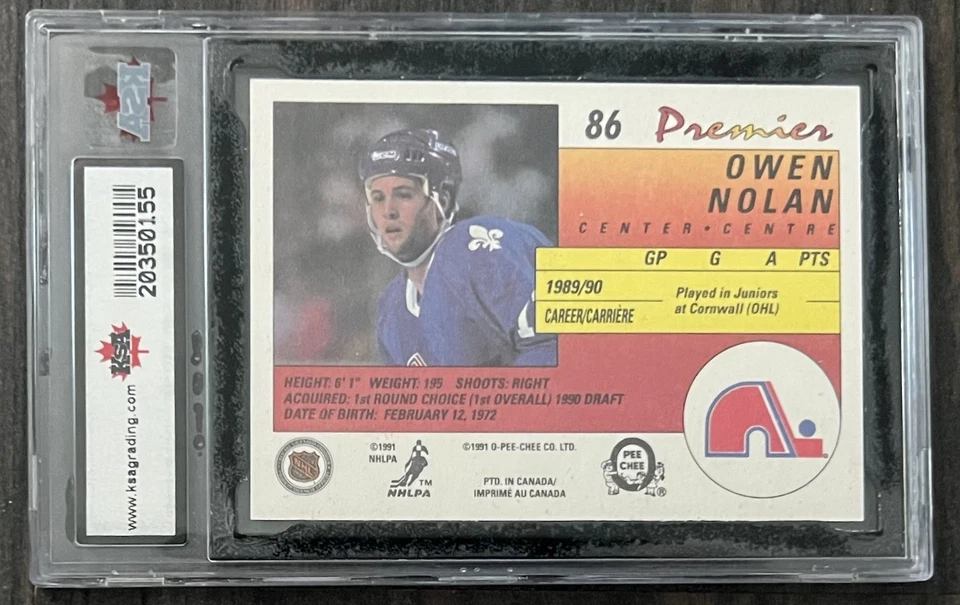 KSA
20350155
KSA
www.ksagrading.com
86 Premier
OWEN
NOLAN
CENTER • CENTRE
GP G A PTS
1989/90
CAREER/CARRIÈRE
Played in Juniors
at Cornwall (OHL)
HEIGHT: 6' 1" WEIGHT: 195 SHOOTS: RIGHT
ACQUIRED: 1st ROUND CHOICE (1st OVERALL) 1990 DRAFT
DATE OF BIRTH: FEBRUARY 12, 1972
NHL
©1991
NHLPA
NHLPA TM
©1991 O-PEE-CHEE CO. LTD.
PTD. IN CANADA/
IMPRIMÉ AU CANADA
O
PEE
CHEE
®